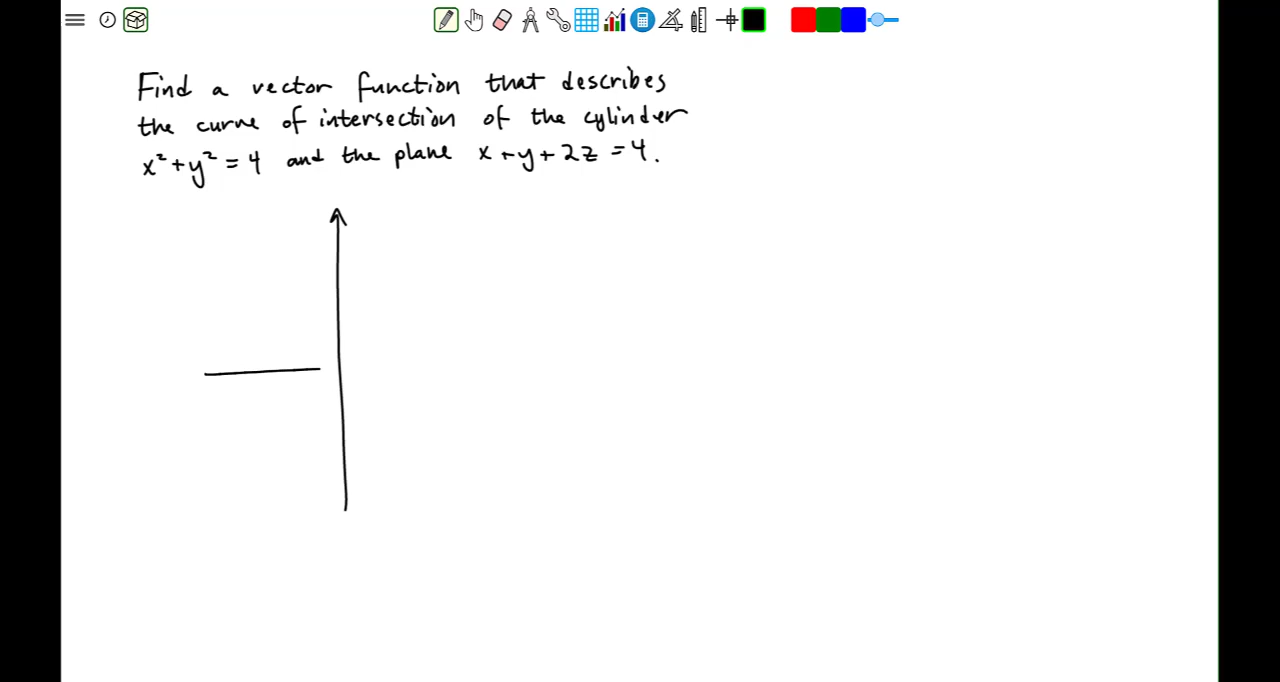 Find a vector function that describes
the curve of intersection of the cylinder
x² + y² = 4 and the plane x + y + 2z = 4.